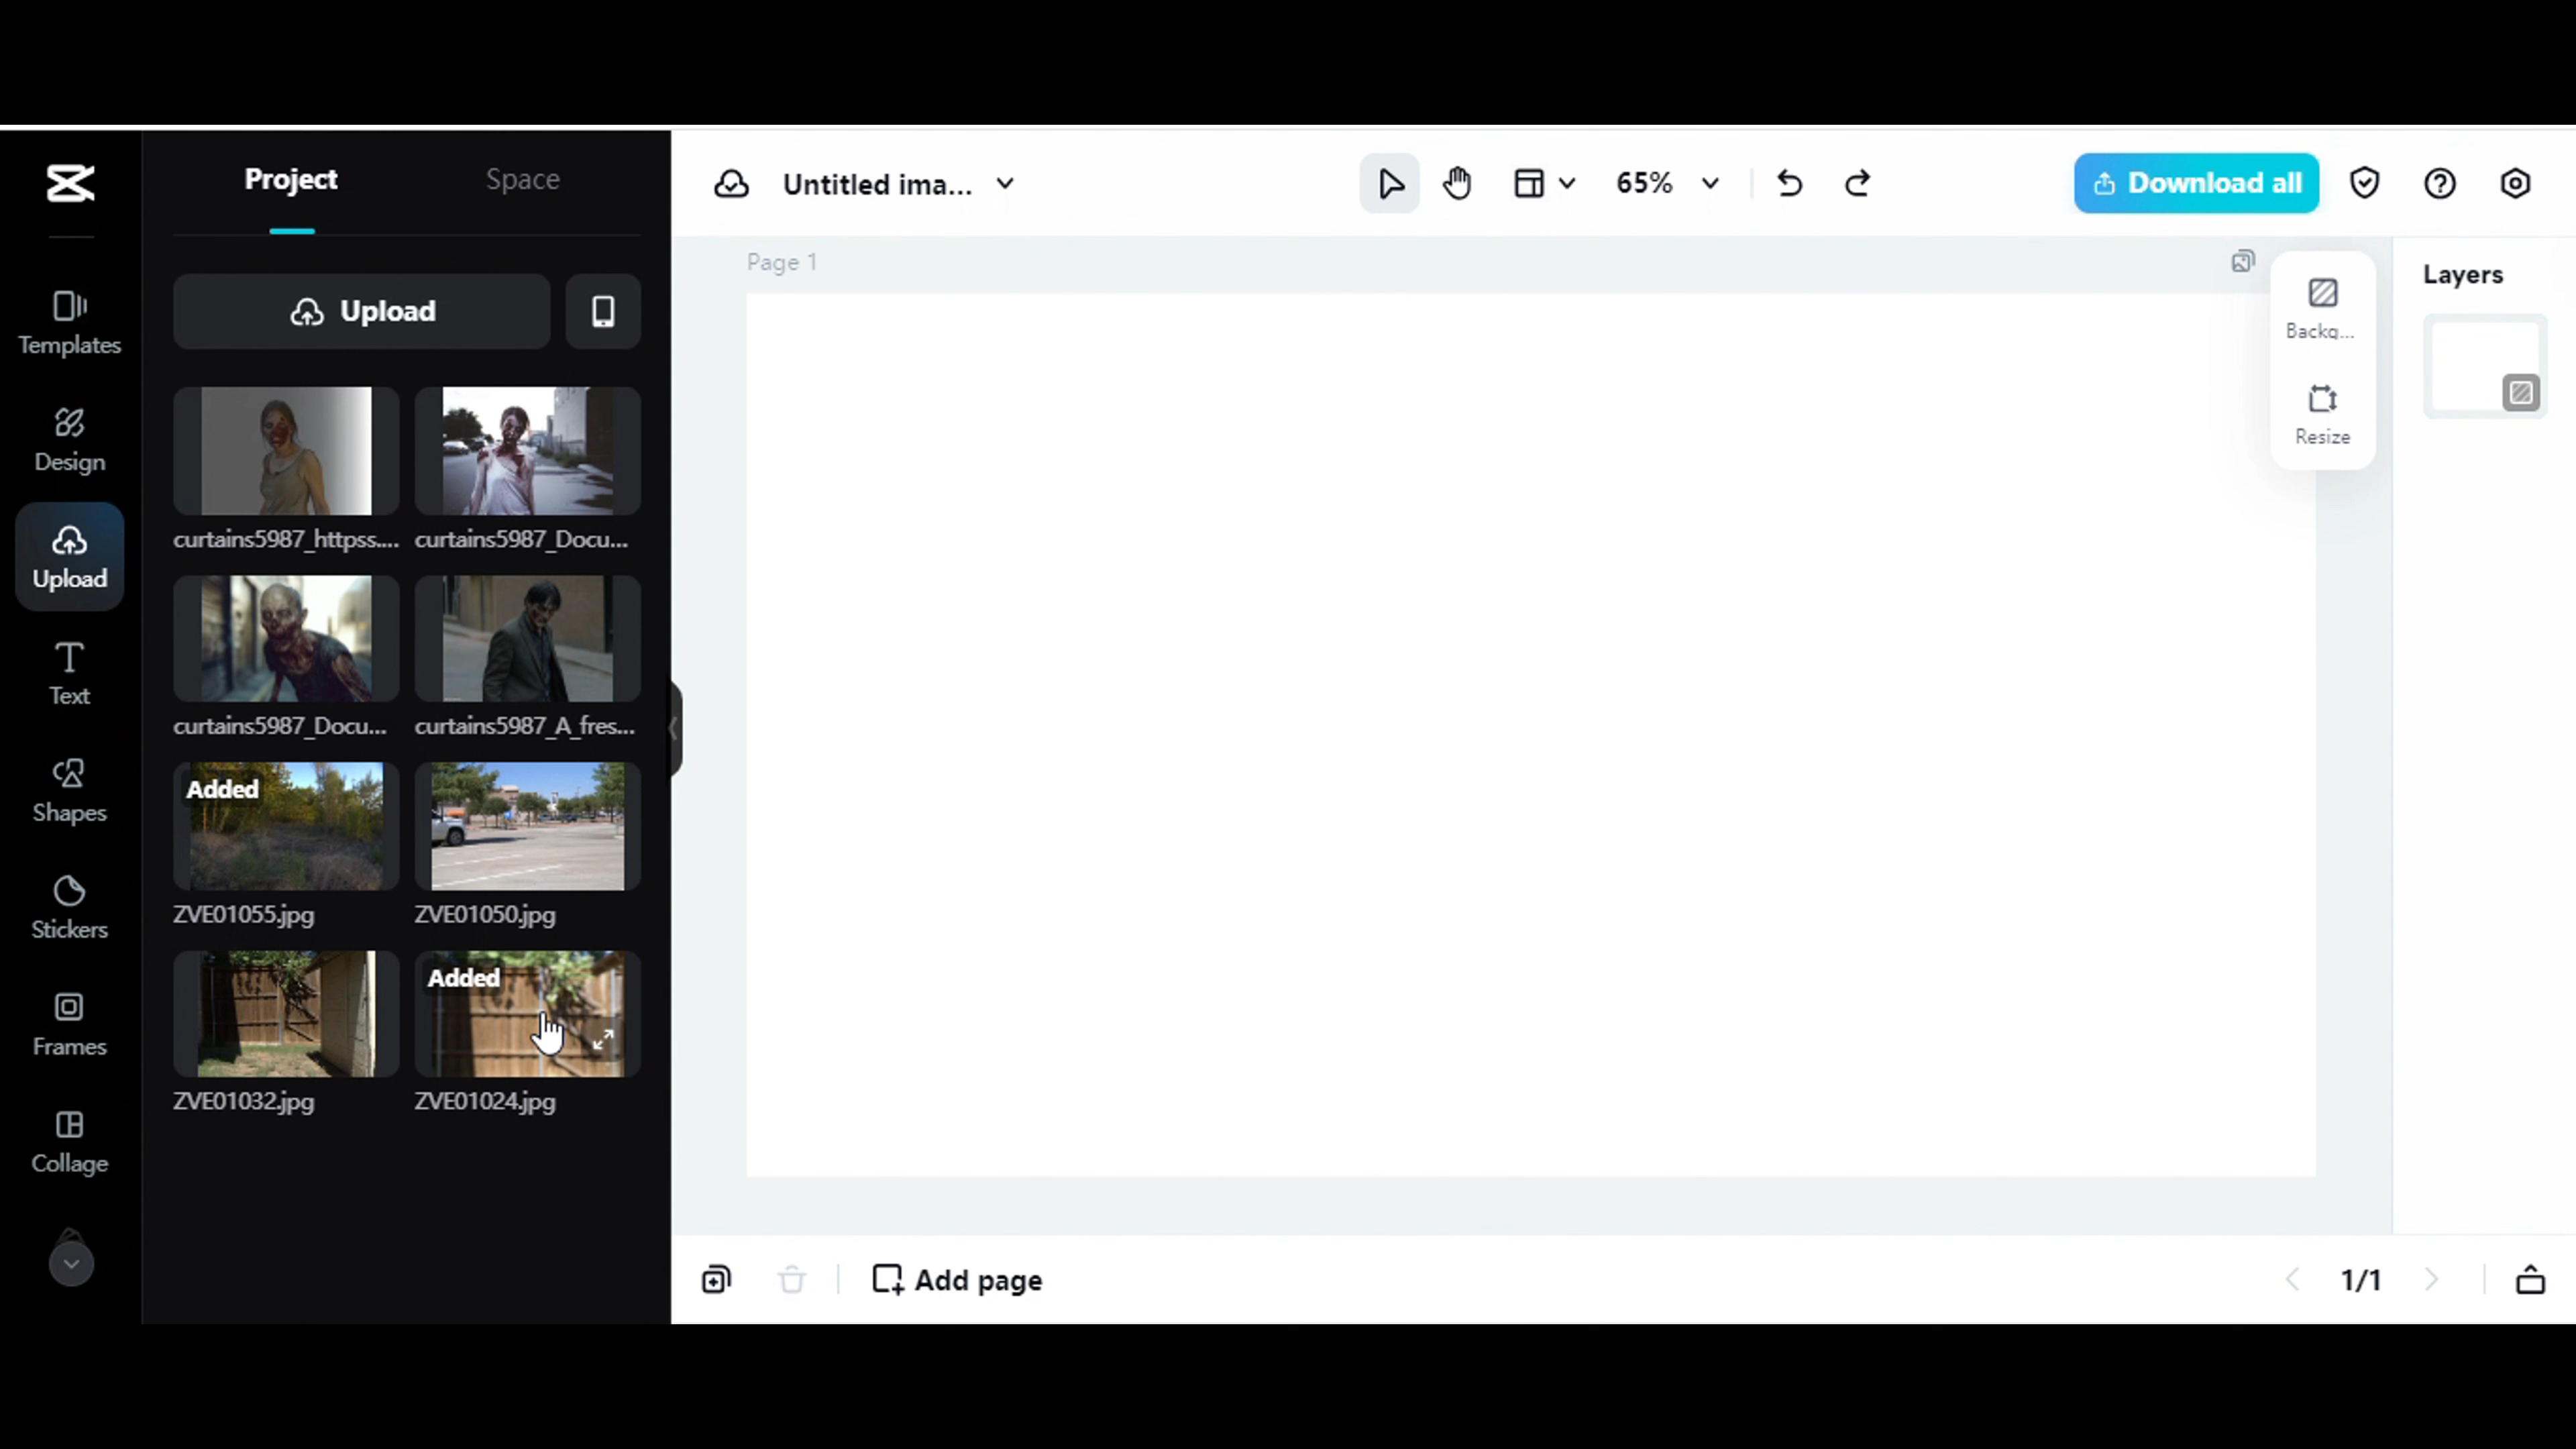 Project
Space
Untitled ima...
65%
Download all
Page 1
Layers
Upload
Backg...
Resize
Templates
Design
Upload
Text
Shapes
Stickers
Frames
Collage
curtains5987_httpss....
curtains5987_Docu...
curtains5987_Docu...
curtains5987_A_fres...
Added
ZVE01055.jpg
ZVE01050.jpg
Added
ZVE01032.jpg
ZVE01024.jpg
Add page
1/1